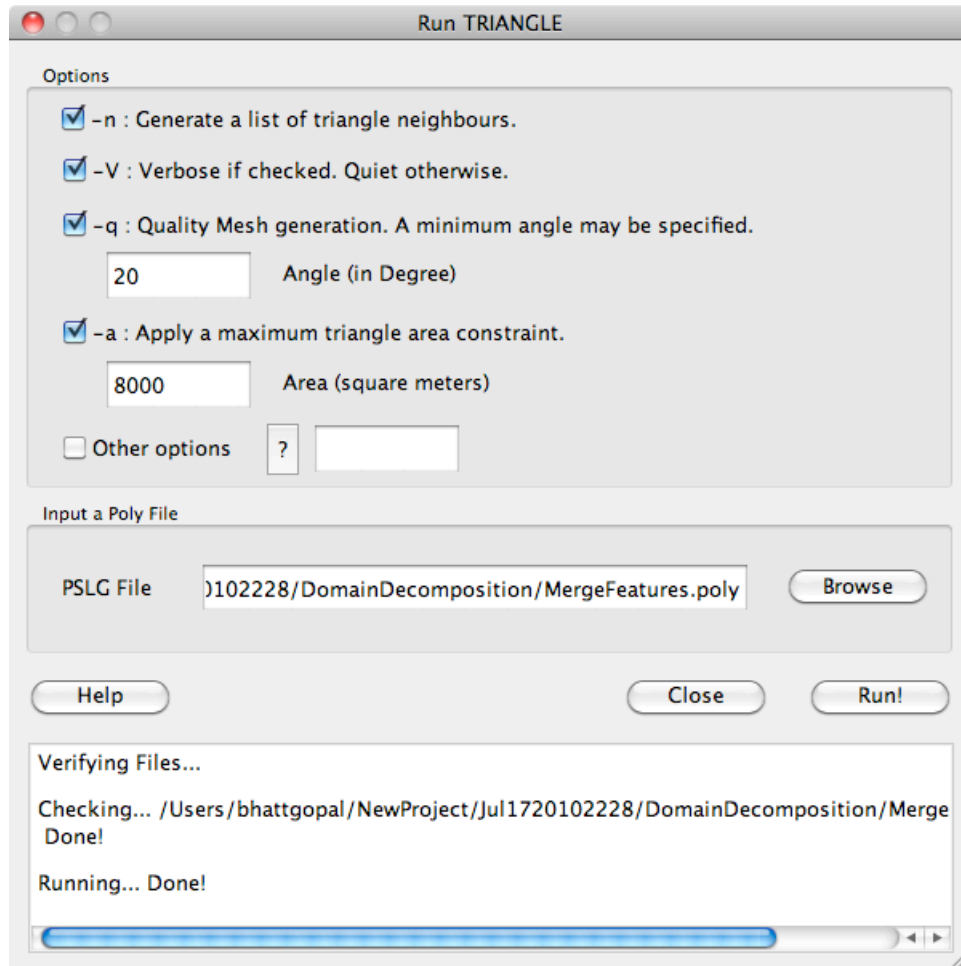 Run TRIANGLE
Options
-n : Generate a list of triangle neighbours.
-V : Verbose if checked. Quiet otherwise.
-q : Quality Mesh generation. A minimum angle may be specified.
20 Angle (in Degree)
-a : Apply a maximum triangle area constraint.
8000 Area (square meters)
Other options ?
Input a Poly File
PSLG File 0102228/DomainDecomposition/MergeFeatures.poly Browse
Help Close Run!
Verifying Files...
Checking... /Users/bhattgopal/NewProject/Jul1720102228/DomainDecomposition/Merge
Done!
Running... Done!